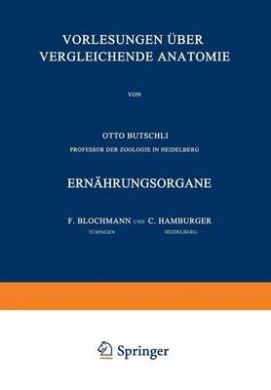 VORLESUNGEN ÜBER
VERGLEICHENDE ANATOMIE
VON
OTTO BUTSCHLI
PROFESSOR DER ZOOLOGIE IN HEIDELBERG
ERNÄHRUNGSORGANE
F. BLOCHMANN UND C. HAMBURGER
TÜBINGEN HEIDELBERG
Springer